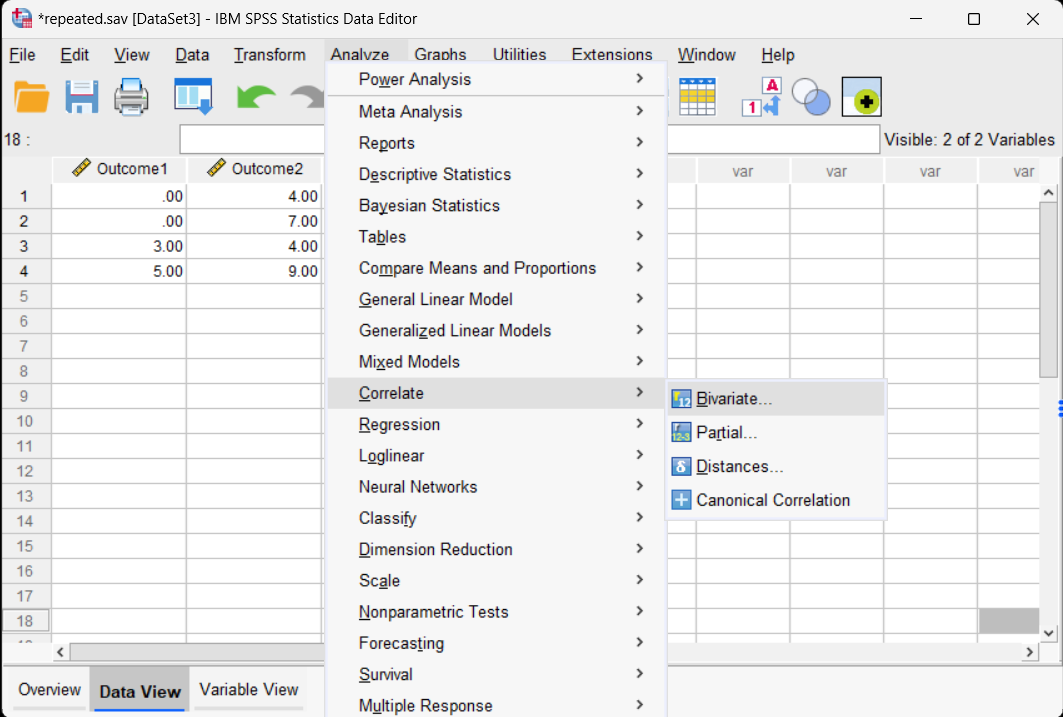 *repeated.sav [DataSet3] - IBM SPSS Statistics Data Editor
File Edit View Data Transform Analyze Graphs Utilities Extensions Window Help
1 A
18 :
Visible: 2 of 2 Variables
Outcome1 Outcome2 var var var var
1 .00 4.00
2 .00 7.00
3 3.00 4.00
4 5.00 9.00
5
6
7
8
9
10
11
12
13
14
15
16
17
18
Power Analysis
Meta Analysis
Reports
Descriptive Statistics
Bayesian Statistics
Tables
Compare Means and Proportions
General Linear Model
Generalized Linear Models
Mixed Models
Correlate
Regression
Loglinear
Neural Networks
Classify
Dimension Reduction
Scale
Nonparametric Tests
Forecasting
Survival
Multiple Response
Bivariate...
Partial...
Distances...
Canonical Correlation
Overview Data View Variable View